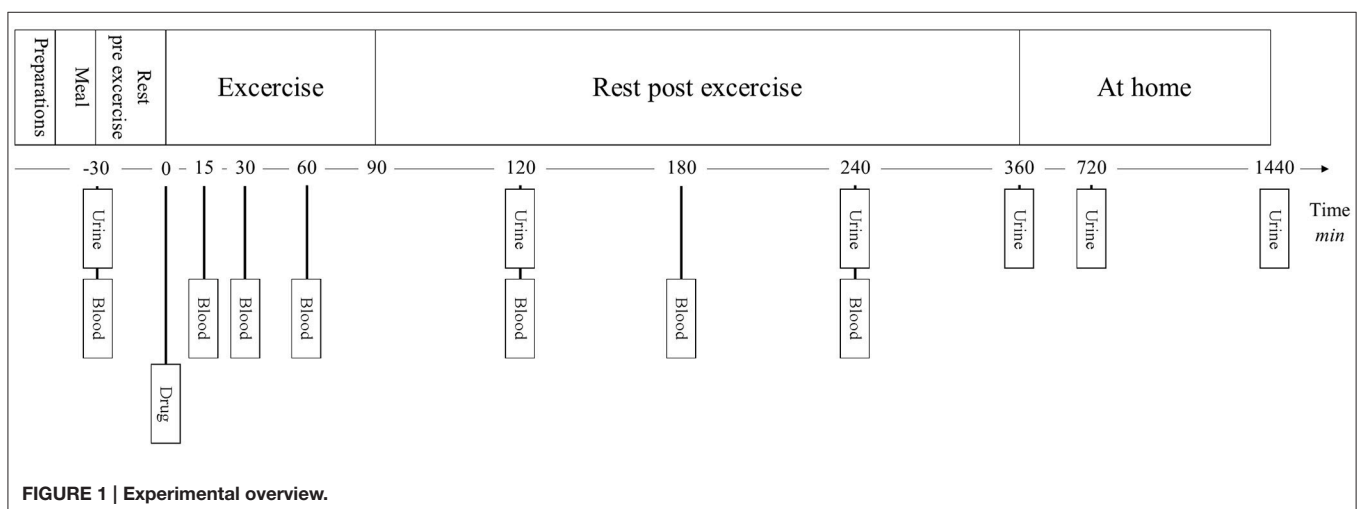 Preparations
Meal
Rest
pre excercise
Excercise
Rest post excercise
At home
-30 0 15 30 60 90 120 180 240 360 720 1440
Time
min
Urine Urine Urine Urine Urine Urine
Blood Blood Blood Blood Blood Blood Blood
Drug
FIGURE 1 | Experimental overview.